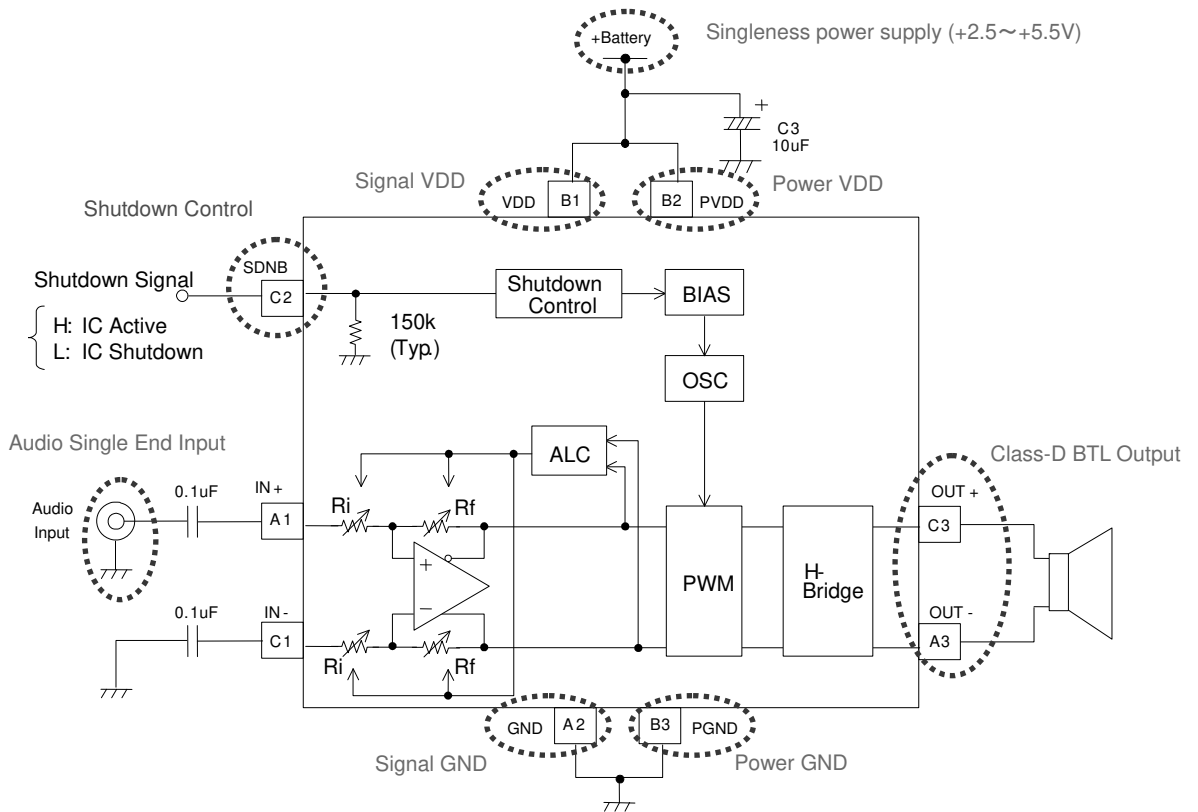 +Battery
Singleness power supply (+2.5～+5.5V)
+
C3
10uF
Signal VDD
VDD
B1
B2
PVDD
Power VDD
Shutdown Control
SDNB
C2
Shutdown Signal
H: IC Active
L: IC Shutdown
150k
(Typ.)
Shutdown
Control
BIAS
OSC
Audio Single End Input
Audio
Input
0.1uF
IN+
A1
Ri
Rf
ALC
+
−
PWM
H-
Bridge
Class-D BTL Output
OUT +
C3
OUT -
A3
0.1uF
IN-
C1
Ri
Rf
GND
A2
B3
PGND
Signal GND
Power GND